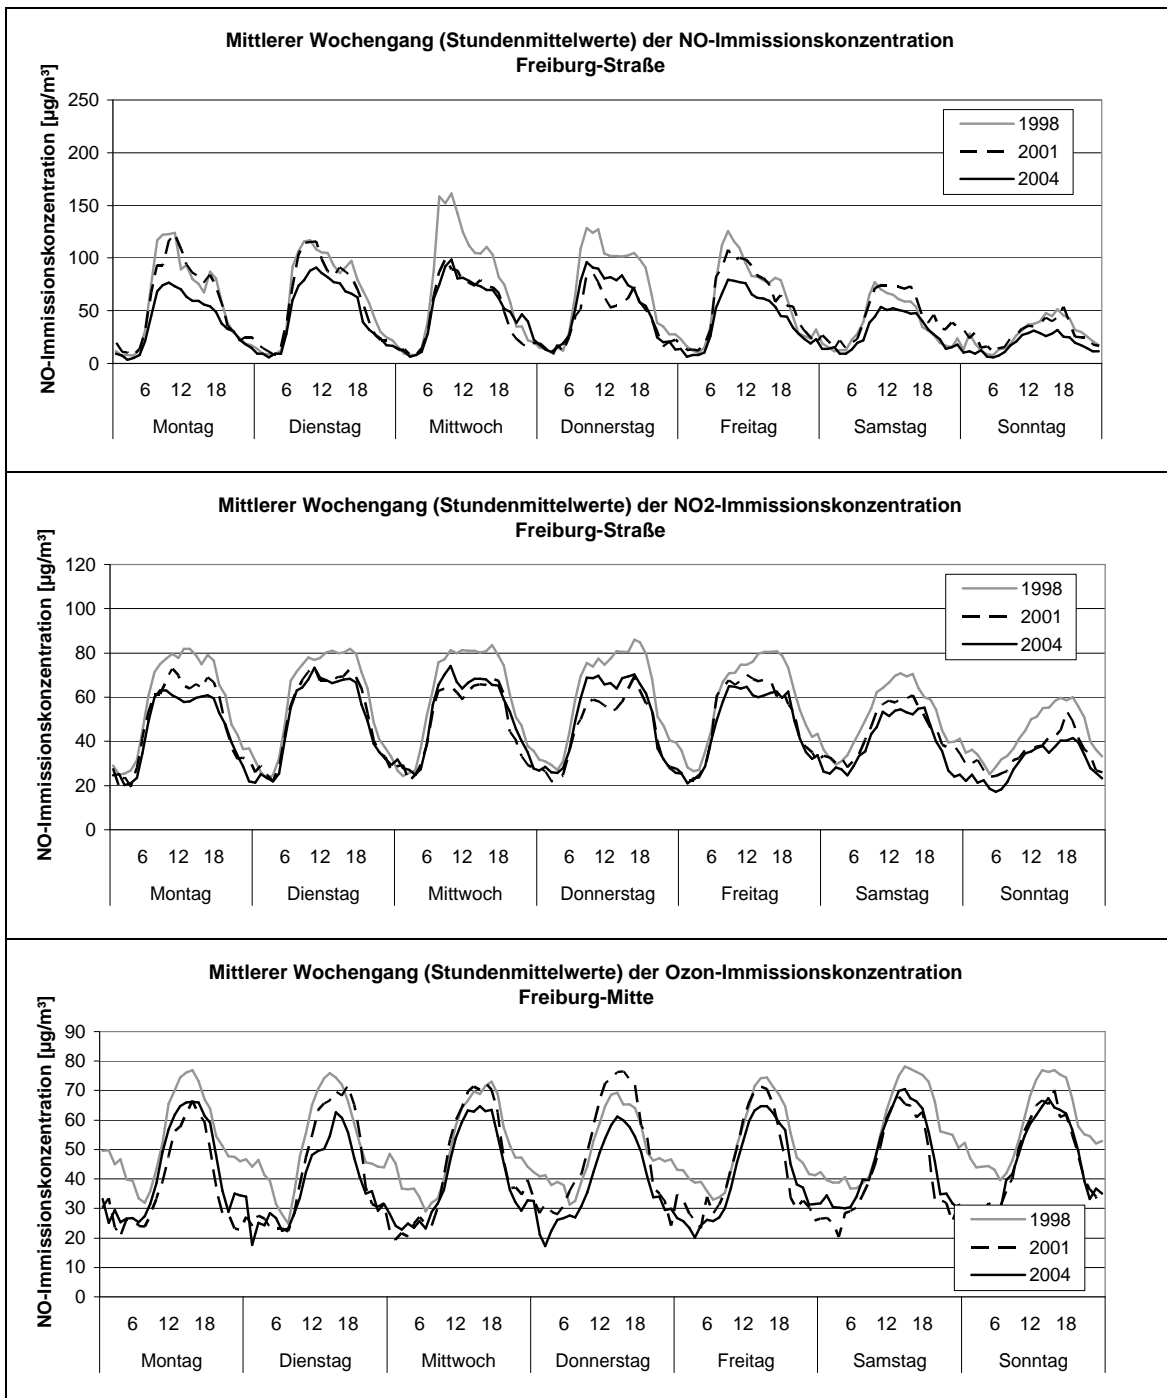 Mittlerer Wochengang (Stundenmittelwerte) der NO-Immissionskonzentration
Freiburg-Straße
NO-Immissionskonzentration [µg/m³]
250
200
150
100
50
0
1998
2001
2004
6 12 18 6 12 18 6 12 18 6 12 18 6 12 18 6 12 18 6 12 18
Montag Dienstag Mittwoch Donnerstag Freitag Samstag Sonntag
Mittlerer Wochengang (Stundenmittelwerte) der NO2-Immissionskonzentration
Freiburg-Straße
NO-Immissionskonzentration [µg/m³]
120
100
80
60
40
20
0
1998
2001
2004
6 12 18 6 12 18 6 12 18 6 12 18 6 12 18 6 12 18 6 12 18
Montag Dienstag Mittwoch Donnerstag Freitag Samstag Sonntag
Mittlerer Wochengang (Stundenmittelwerte) der Ozon-Immissionskonzentration
Freiburg-Mitte
NO-Immissionskonzentration [µg/m³]
90
80
70
60
50
40
30
20
10
0
1998
2001
2004
6 12 18 6 12 18 6 12 18 6 12 18 6 12 18 6 12 18 6 12 18
Montag Dienstag Mittwoch Donnerstag Freitag Samstag Sonntag